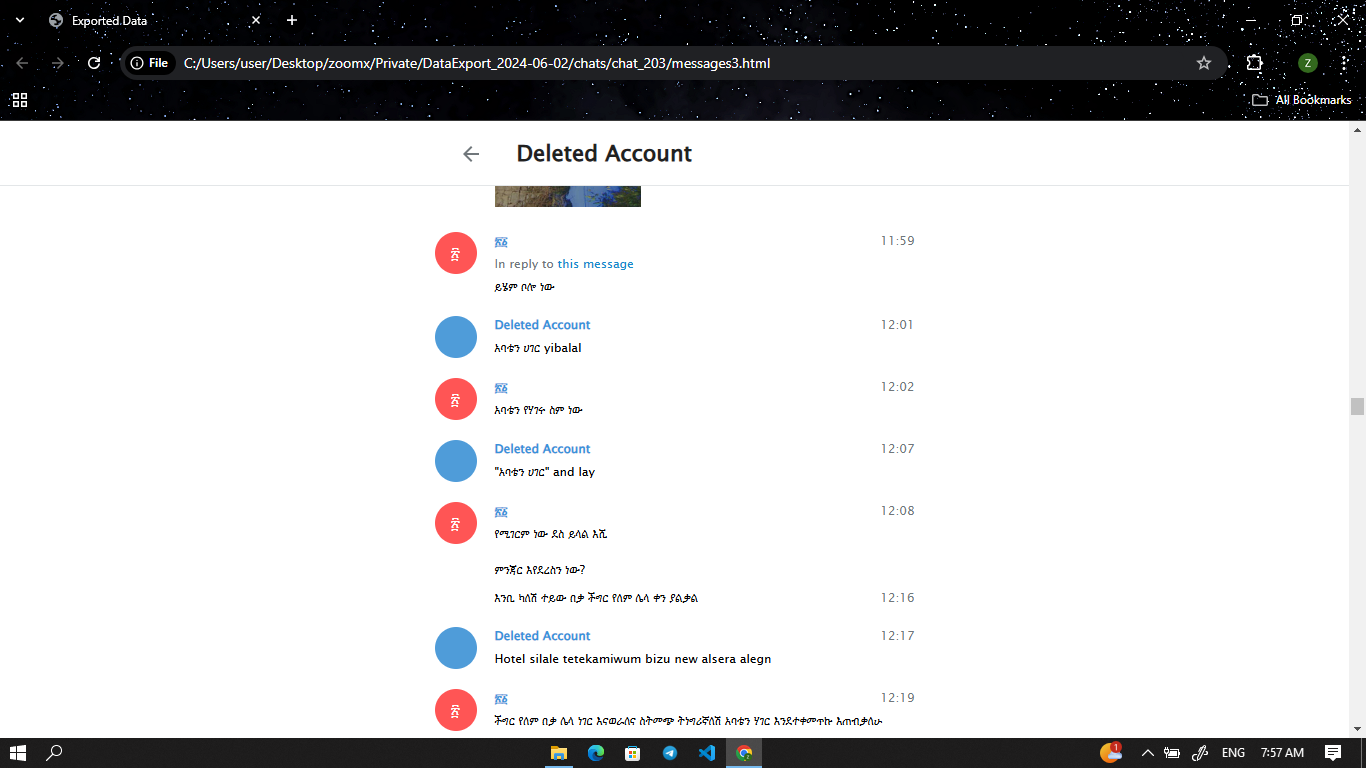 Exported Data
File
C:/Users/user/Desktop/zoomx/Private/DataExport_2024-06-02/chats/chat_203/messages3.html
Z
All Bookmarks
Deleted Account
11:59
In reply to this message
ይሄም ቦሎ ነው
Deleted Account
12:01
አባቴን ሀገር yibalal
12:02
አባቴን የሃገሩ ስም ነው
Deleted Account
12:07
"አባቴን ሀገር" and lay
12:08
የሚገርም ነው ደስ ይላል እሺ
ምንጃር እየደረስን ነው?
እንቢ ካለሽ ተይው በቃ ችግር የለም ሌላ ቀን ያልቃል
12:16
Deleted Account
12:17
Hotel silale tetekamiwum bizu new alsera alegn
12:19
ችግር የለም በቃ ሌላ ነገር እናወራለና ስትመጭ ትነግሪኛለሽ አባቴን ሃገር እንደተቀመጥኩ እጠብቃለሁ
1
ENG
7:57 AM